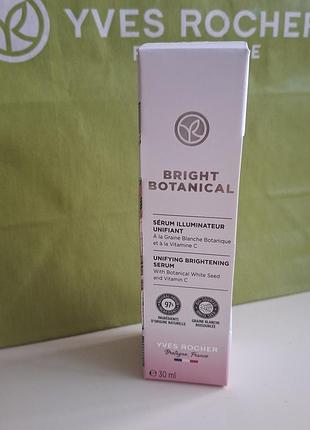 YVES ROCHER
BRIGHT
BOTANICAL
SÉRUM ILLUMINATEUR
UNIFIANT
À la Graine Blanche Botanique
et à la Vitamine C
UNIFYING BRIGHTENING
SERUM
With Botanical White Seed
and Vitamin C
97%
INGRÉDIENTS
D'ORIGINE NATURELLE
GRAINE BLANCHE
BIOSOURCÉE
YVES ROCHER
Bretagne, France
℮ 30 ml